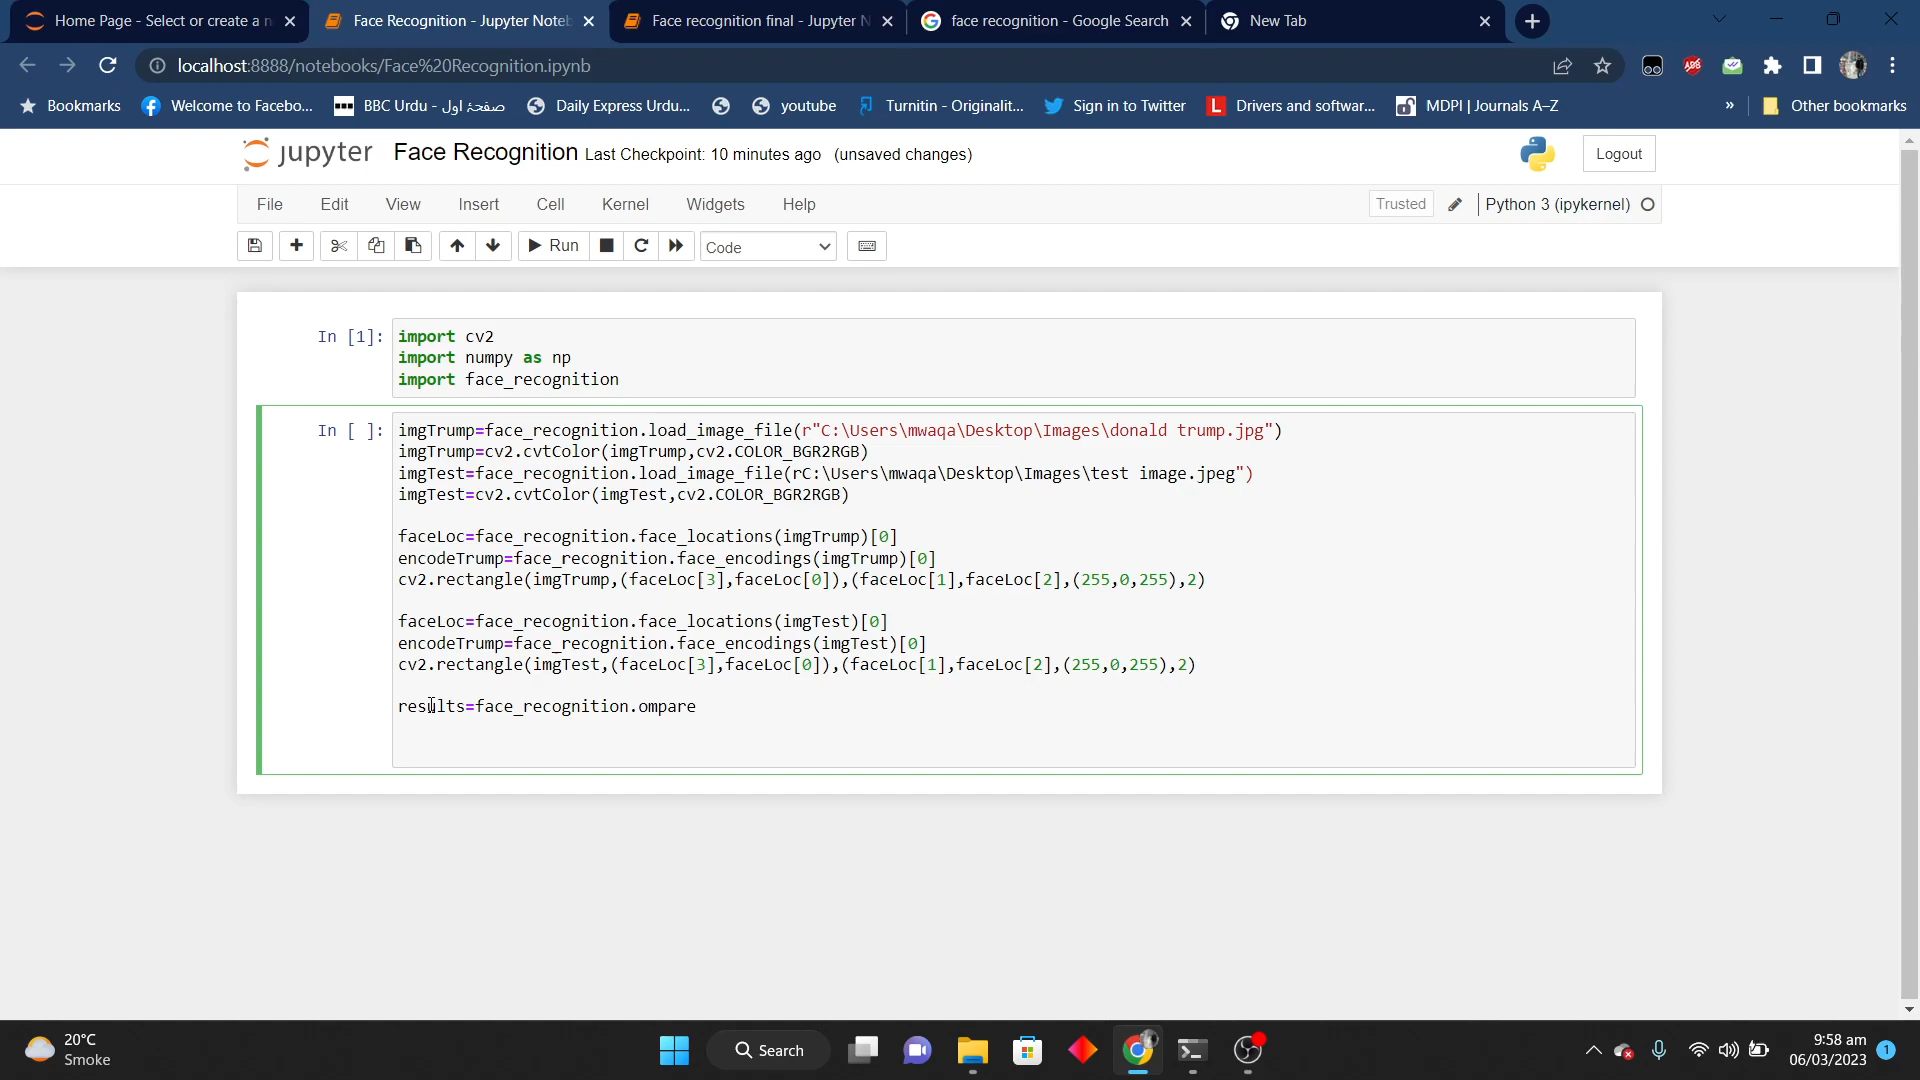 Home Page - Select or create a n
Face Recognition - Jupyter Noteb
Face recognition final - Jupyter N
face recognition - Google Search
New Tab
localhost:8888/notebooks/Face%20Recognition.ipynb
ABP
Bookmarks
Welcome to Facebo...
BBC Urdu - صفحۂ اول
Daily Express Urdu...
youtube
Turnitin - Originalit...
Sign in to Twitter
L
Drivers and softwar...
MDPI | Journals A–Z
»
Other bookmarks
jupyter
Face Recognition Last Checkpoint: 10 minutes ago (unsaved changes)
Logout
File Edit View Insert Cell Kernel Widgets Help
Trusted
Python 3 (ipykernel)
Run
Code
In [1]:
import cv2
import numpy as np
import face_recognition
In [ ]:
imgTrump=face_recognition.load_image_file(r"C:\Users\mwaqa\Desktop\Images\donald trump.jpg")
imgTrump=cv2.cvtColor(imgTrump,cv2.COLOR_BGR2RGB)
imgTest=face_recognition.load_image_file(rC:\Users\mwaqa\Desktop\Images\test image.jpeg")
imgTest=cv2.cvtColor(imgTest,cv2.COLOR_BGR2RGB)
faceLoc=face_recognition.face_locations(imgTrump)[0]
encodeTrump=face_recognition.face_encodings(imgTrump)[0]
cv2.rectangle(imgTrump,(faceLoc[3],faceLoc[0]),(faceLoc[1],faceLoc[2],(255,0,255),2)
faceLoc=face_recognition.face_locations(imgTest)[0]
encodeTrump=face_recognition.face_encodings(imgTest)[0]
cv2.rectangle(imgTest,(faceLoc[3],faceLoc[0]),(faceLoc[1],faceLoc[2],(255,0,255),2)
results=face_recognition.ompare
20°C
Smoke
Search
9:58 am
06/03/2023
1